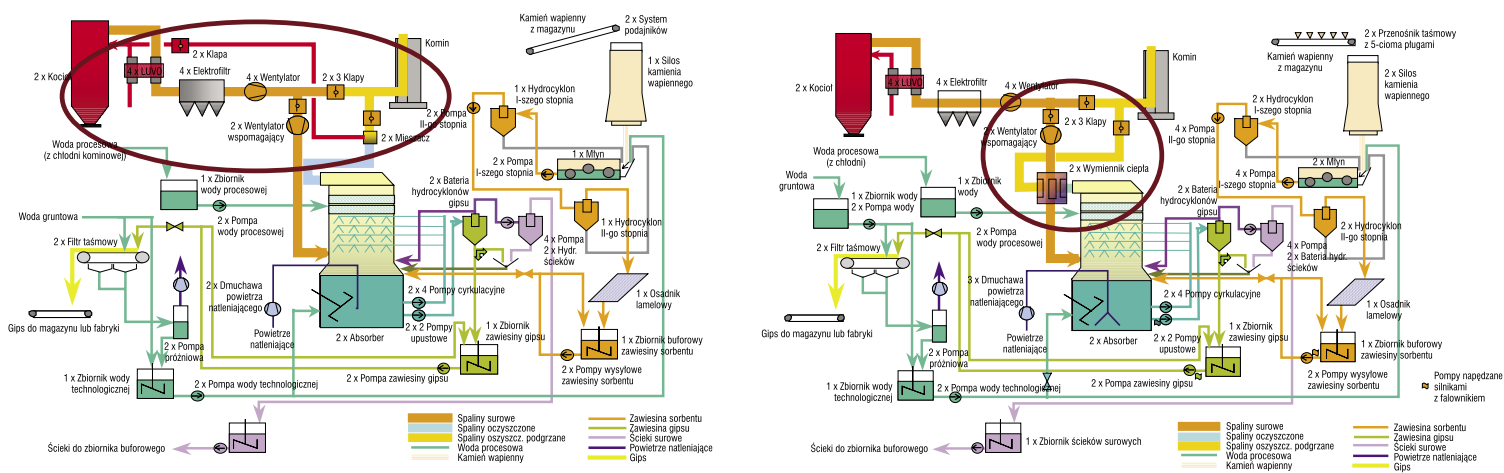 Kamień wapienny
z magazynu
2 x System
podajników
Komin
2 x Klapa
2 x Kocioł
4 x LUVO
4 x Elektrofiltr
4 x Wentylator
2 x 3 Klapy
1 x Silos
kamienia
wapiennego
1 x Hydrocyklon
I-szego stopnia
2 x Pompa
II-go stopnia
2 x Wentylator
wspomagający
2 x Mieszacz
Woda procesowa
(z chłodni kominowej)
1 x Młyn
2 x Pompa
I-szego stopnia
1 x Zbiornik
wody procesowej
2 x Bateria
hydrocyklonów
gipsu
Woda gruntowa
2 x Pompa
wody procesowej
1 x Hydrocyklon
II-go stopnia
2 x Filtr taśmowy
4 x Pompa
2 x Hydr.
ścieków
2 x Dmuchawa
powietrza
natleniającego
2 x 4 Pompy cyrkulacyjne
1 x Osadnik
lamelowy
Gips do magazynu lub fabryki
Powietrze
natleniające
2 x Absorber
2 x 2 Pompy
upustowe
1 x Zbiornik
zawiesiny gipsu
2 x Pompa
próżniowa
1 x Zbiornik buforowy
zawiesiny sorbentu
1 x Zbiornik wody
technologicznej
2 x Pompa wody technologicznej
2 x Pompa zawiesiny gipsu
2 x Pompy wysyłowe
zawiesiny sorbentu
Ścieki do zbiornika buforowego
Spaliny surowe
Spaliny oczyszczone
Spaliny oszyszcz. podgrzane
Woda procesowa
Kamień wapienny
Zawiesina sorbentu
Zawiesina gipsu
Ścieki surowe
Powietrze natleniające
Gips
2 x Przenośnik taśmowy
z 5-cioma pługami
Kamień wapienny
z magazynu
Komin
2 x Kocioł
4 x LUVO
4 x Elektrofiltr
4 x Wentylator
2 x 3 Klapy
2 x Silos
kamienia
wapiennego
2 x Hydrocyklon
I-szego stopnia
4 x Pompa
II-go stopnia
2 x Wentylator
wspomagający
Woda procesowa
(z chłodni)
2 x Wymiennik ciepła
2 x Młyn
4 x Pompa
I-szego stopnia
Woda
gruntowa
1 x Zbiornik wody
2 x Pompa wody
1 x Zbiornik
wody
2 x Bateria
hydrocyklonów
gipsu
2 x Pompa
wody procesowej
2 x Hydrocyklon
II-go stopnia
2 x Filtr taśmowy
4 x Pompa
2 x Bateria hydr.
ścieków
3 x Dmuchawa
powietrza
natleniającego
2 x 4 Pompy cyrkulacyjne
1 x Osadnik
lamelowy
Gips do magazynu lub fabryki
Powietrze
natleniające
2 x Absorber
2 x 2 Pompy
upustowe
1 x Zbiornik
zawiesiny gipsu
2 x Pompa
próżniowa
1 x Zbiornik buforowy
zawiesiny sorbentu
1 x Zbiornik wody
technologicznej
2 x Pompa wody technologicznej
2 x Pompa zawiesiny gipsu
2 x Pompy wysyłowe
zawiesiny sorbentu
Pompy napędzane
silnikami
z falownikiem
Ścieki do zbiornika buforowego
1 x Zbiornik ścieków surowych
Spaliny surowe
Spaliny oczyszczone
Spaliny oszyszcz. podgrzane
Woda procesowa
Kamień wapienny
Zawiesina sorbentu
Zawiesina gipsu
Ścieki surowe
Powietrze natleniające
Gips